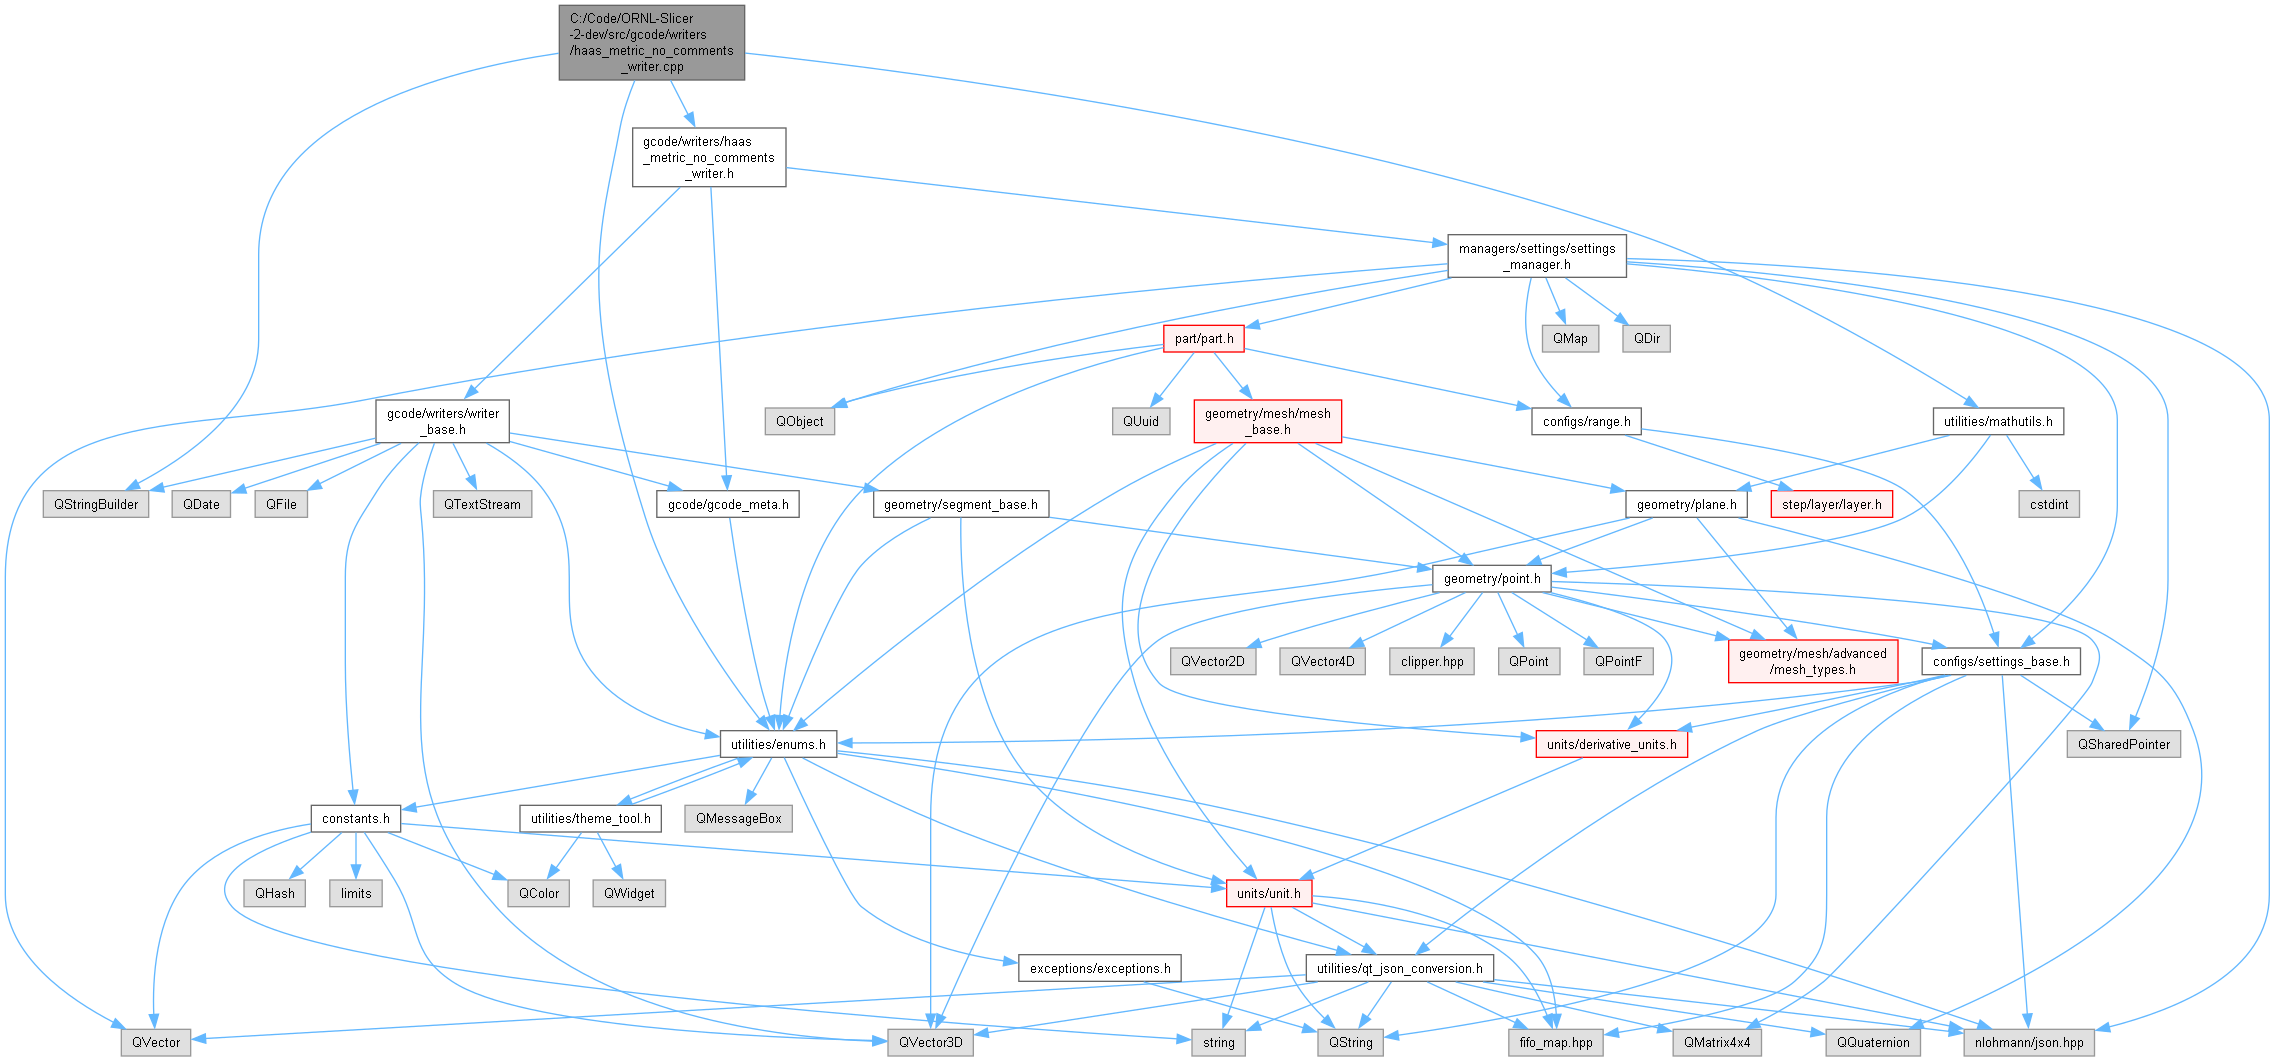 C:/Code/ORNL-Slicer
-2-dev/src/gcode/writers
/haas_metric_no_comments
_writer.cpp
gcode/writers/haas
_metric_no_comments
_writer.h
managers/settings/settings
_manager.h
part/part.h
QMap
QDir
QObject
QUuid
geometry/mesh/mesh
_base.h
configs/range.h
utilities/mathutils.h
gcode/writers/writer
_base.h
QStringBuilder
QDate
QFile
QTextStream
gcode/gcode_meta.h
geometry/segment_base.h
geometry/plane.h
step/layer/layer.h
cstdint
geometry/point.h
QVector2D
QVector4D
clipper.hpp
QPoint
QPointF
geometry/mesh/advanced
/mesh_types.h
configs/settings_base.h
utilities/enums.h
units/derivative_units.h
QSharedPointer
constants.h
utilities/theme_tool.h
QMessageBox
QHash
limits
QColor
QWidget
units/unit.h
exceptions/exceptions.h
utilities/qt_json_conversion.h
QVector
QVector3D
string
QString
fifo_map.hpp
QMatrix4x4
QQuaternion
nlohmann/json.hpp